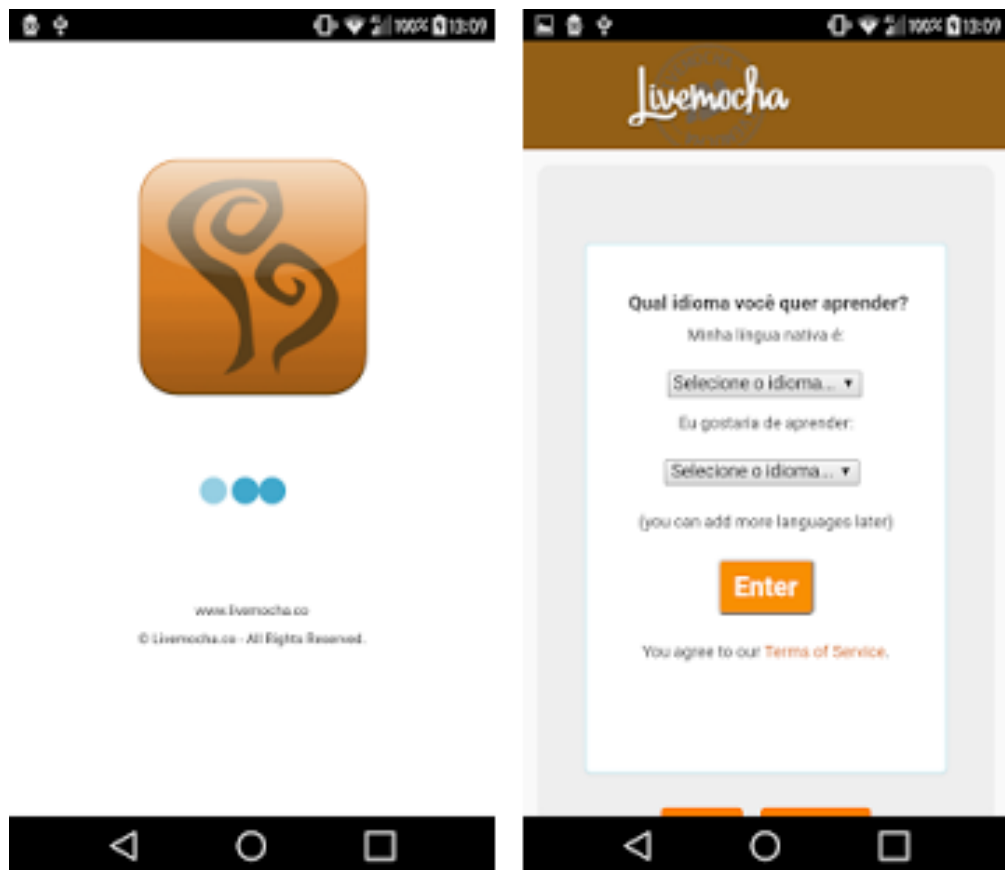 100% 13:09
www.livemocha.co
© Livemocha.co - All Rights Reserved.
100% 13:09
Livemocha
Qual idioma você quer aprender?
Minha língua nativa é:
Selecione o idioma...
Eu gostaria de aprender:
Selecione o idioma...
(you can add more languages later)
Enter
You agree to our Terms of Service.